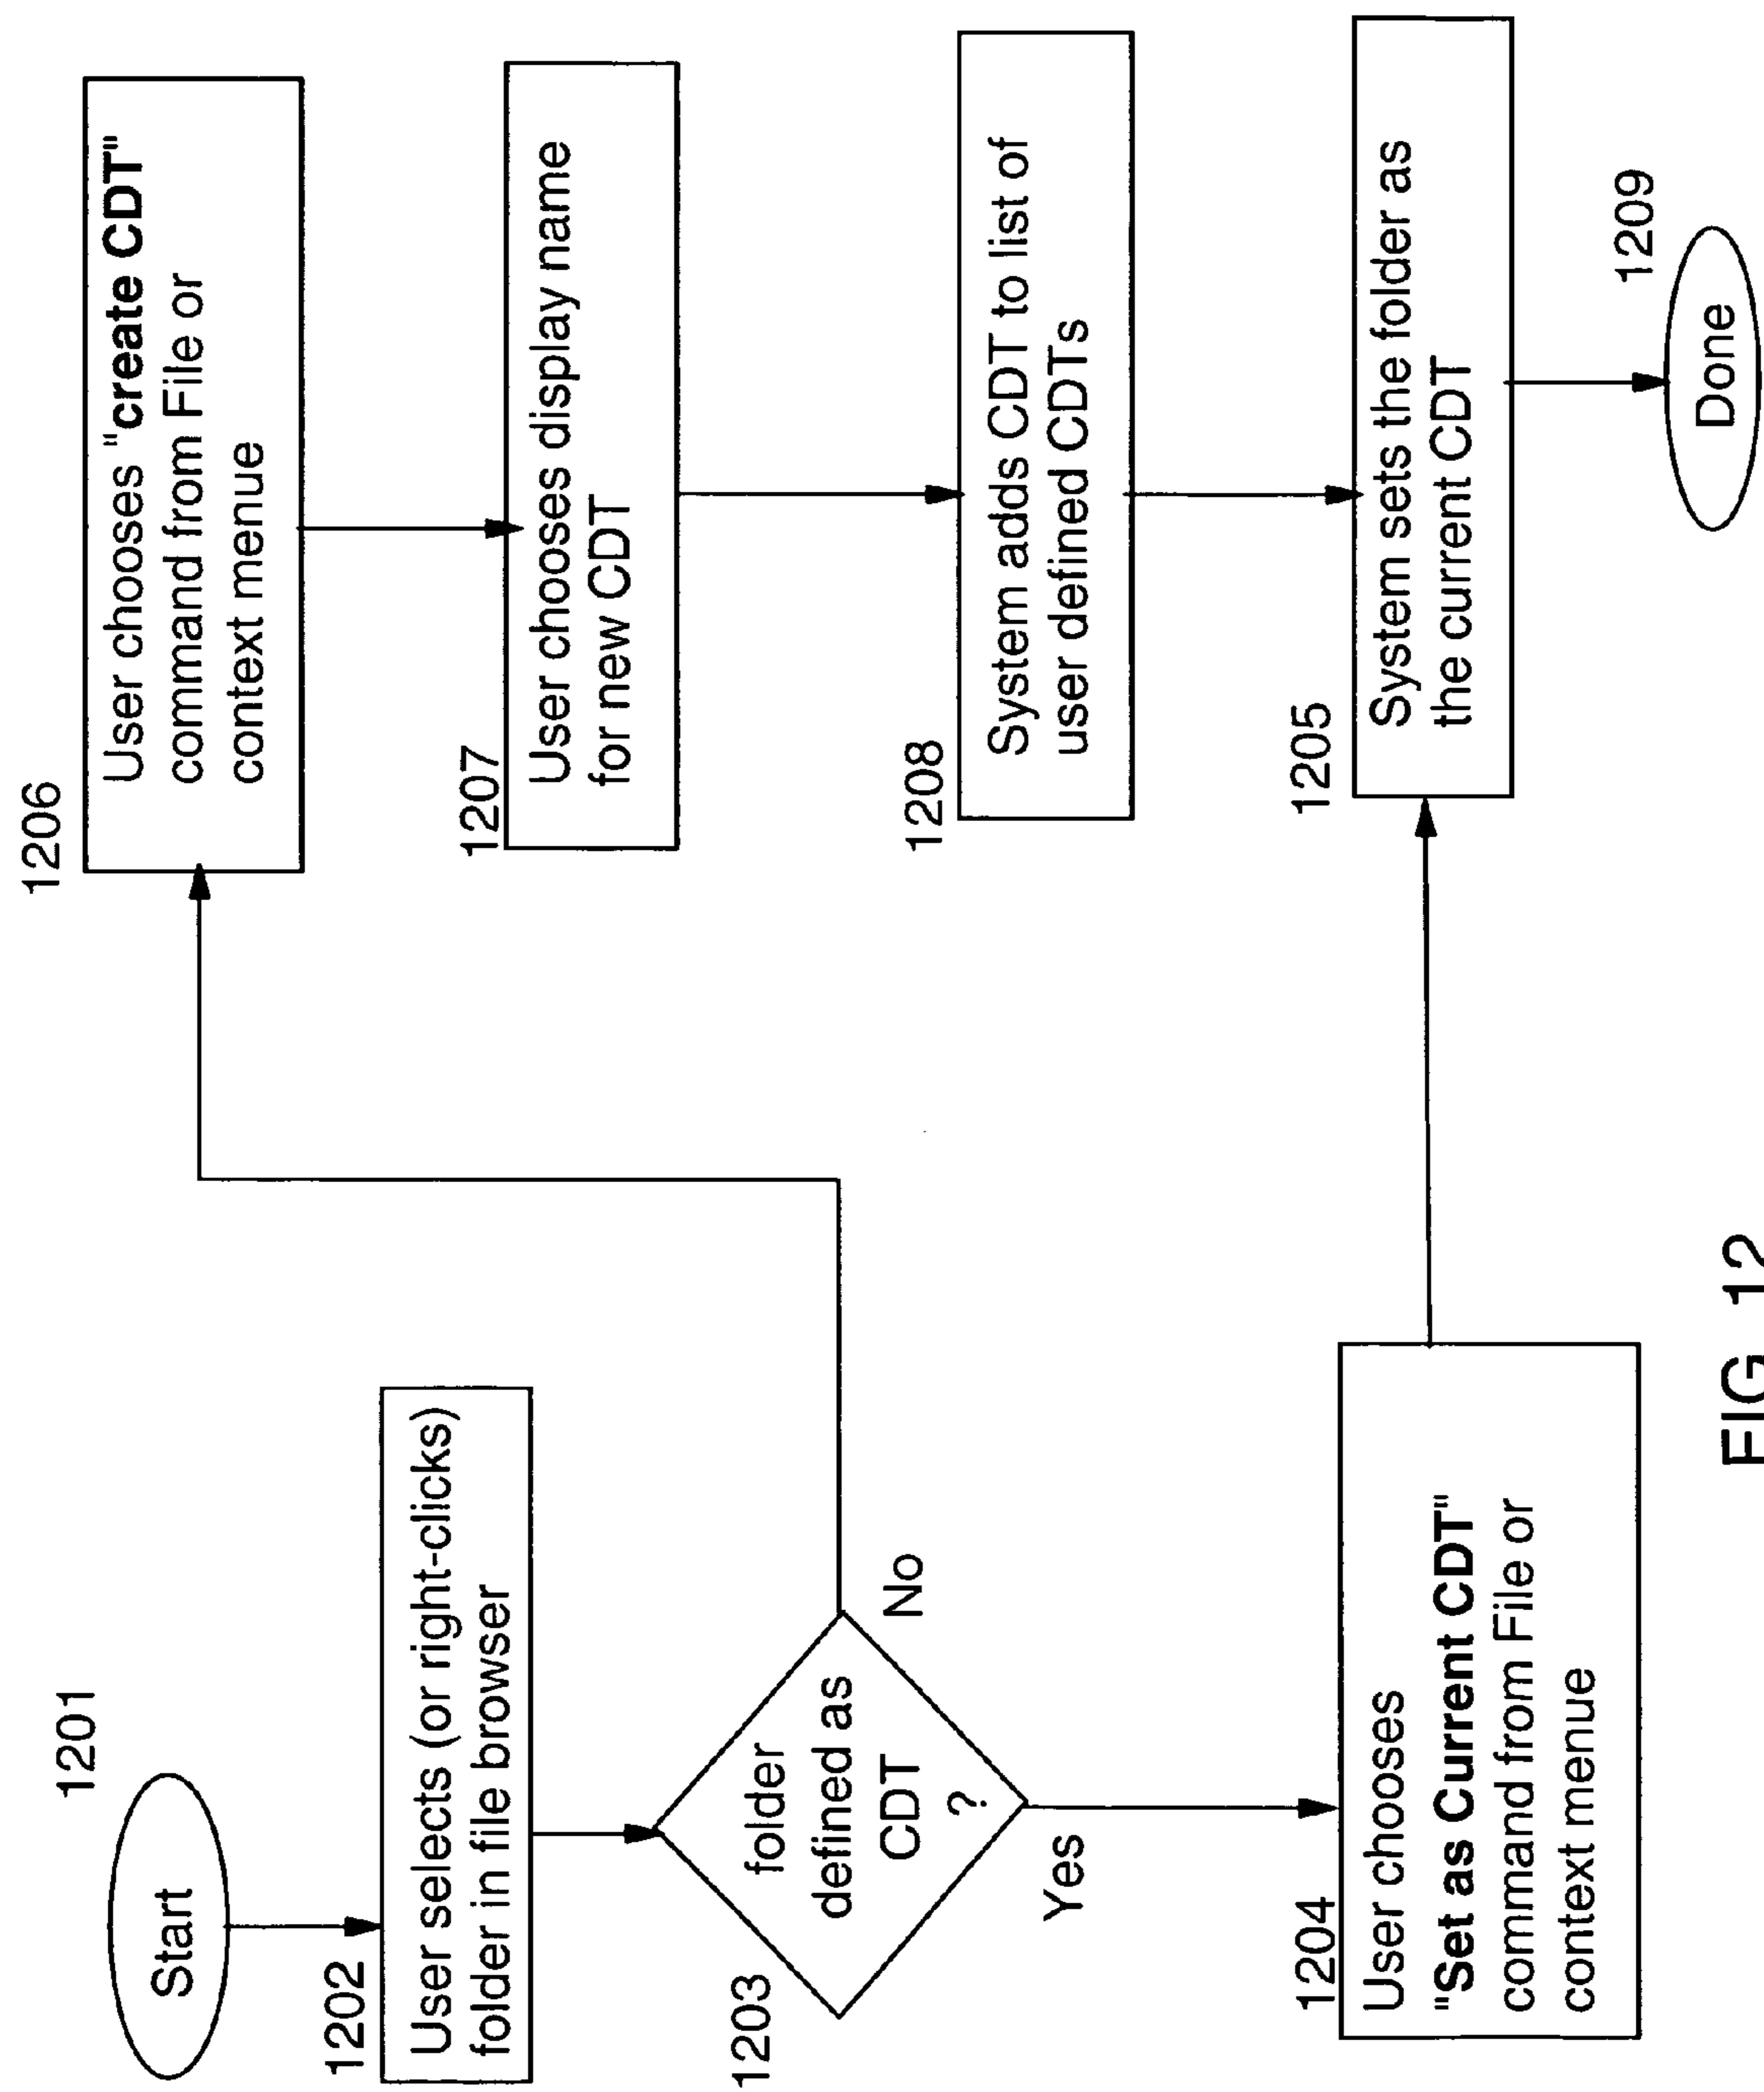 1201
Start
1202
User selects (or right-clicks)
folder in file browser
1203
folder
defined as
CDT
?
No
Yes
1204
User chooses
"Set as Current CDT"
command from File or
context menue
1206
User chooses "create CDT"
command from File or
context menue
1207
User chooses display name
for new CDT
1208
System adds CDT to list of
user defined CDTs
1205
System sets the folder as
the current CDT
1209
Done
FIG 12